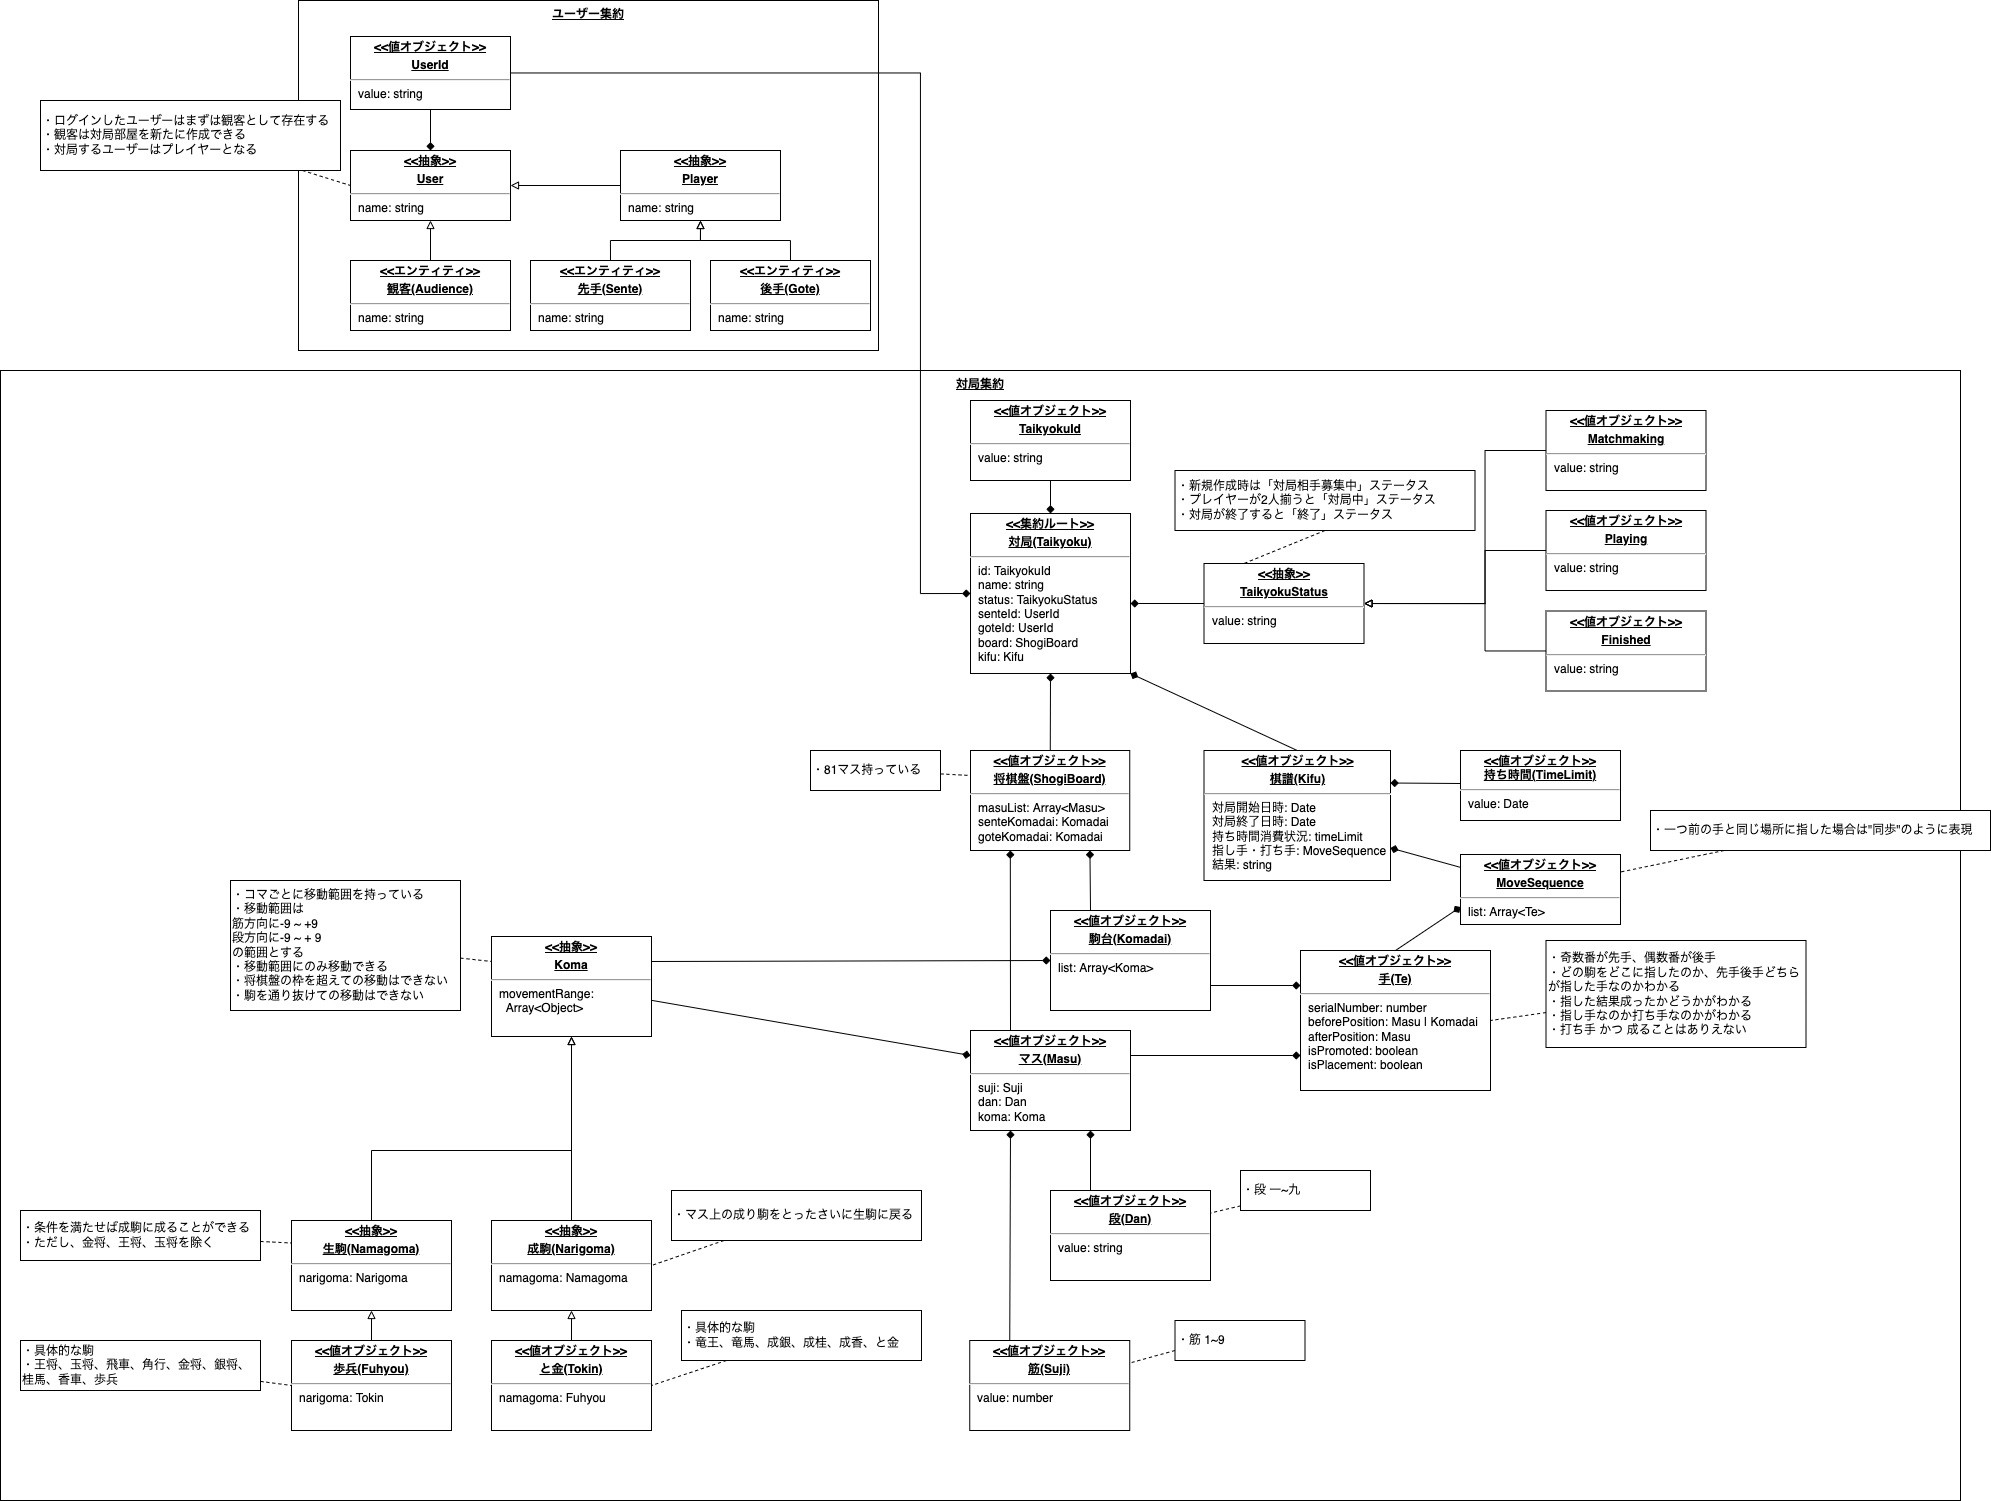 ユーザー集約
<<値オブジェクト>>
UserId
value: string
・ログインしたユーザーはまずは観客として存在する
・観客は対局部屋を新たに作成できる
・対局するユーザーはプレイヤーとなる
<<抽象>>
User
name: string
<<抽象>>
Player
name: string
<<エンティティ>>
観客(Audience)
name: string
<<エンティティ>>
先手(Sente)
name: string
<<エンティティ>>
後手(Gote)
name: string
対局集約
<<値オブジェクト>>
TaikyokuId
value: string
<<値オブジェクト>>
Matchmaking
value: string
・新規作成時は「対局相手募集中」ステータス
・プレイヤーが2人揃うと「対局中」ステータス
・対局が終了すると「終了」ステータス
<<集約ルート>>
対局(Taikyoku)
id: TaikyokuId
name: string
status: TaikyokuStatus
senteId: UserId
goteId: UserId
board: ShogiBoard
kifu: Kifu
<<抽象>>
TaikyokuStatus
value: string
<<値オブジェクト>>
Playing
value: string
<<値オブジェクト>>
Finished
value: string
・81マス持っている
<<値オブジェクト>>
将棋盤(ShogiBoard)
masuList: Array<Masu>
senteKomadai: Komadai
goteKomadai: Komadai
<<値オブジェクト>>
棋譜(Kifu)
対局開始日時: Date
対局終了日時: Date
持ち時間消費状況: timeLimit
指し手・打ち手: MoveSequence
結果: string
<<値オブジェクト>>
持ち時間(TimeLimit)
value: Date
・一つ前の手と同じ場所に指した場合は"同歩"のように表現
<<値オブジェクト>>
MoveSequence
list: Array<Te>
・コマごとに移動範囲を持っている
・移動範囲は
筋方向に-9 ~ +9
段方向に-9 ~ + 9
の範囲とする
・移動範囲にのみ移動できる
・将棋盤の枠を超えての移動はできない
・駒を通り抜けての移動はできない
<<抽象>>
Koma
movementRange:
Array<Object>
<<値オブジェクト>>
駒台(Komadai)
list: Array<Koma>
<<値オブジェクト>>
手(Te)
serialNumber: number
beforePosition: Masu | Komadai
afterPosition: Masu
isPromoted: boolean
isPlacement: boolean
・奇数番が先手、偶数番が後手
・どの駒をどこに指したのか、先手後手どちら
が指した手なのかわかる
・指した結果成ったかどうかがわかる
・指し手なのか打ち手なのかがわかる
・打ち手 かつ 成ることはありえない
<<値オブジェクト>>
マス(Masu)
suji: Suji
dan: Dan
koma: Koma
・段 一~九
<<値オブジェクト>>
段(Dan)
value: string
・条件を満たせば成駒に成ることができる
・ただし、金将、王将、玉将を除く
<<抽象>>
生駒(Namagoma)
narigoma: Narigoma
<<抽象>>
成駒(Narigoma)
namagoma: Namagoma
・マス上の成り駒をとったさいに生駒に戻る
・具体的な駒
・王将、玉将、飛車、角行、金将、銀将、
桂馬、香車、歩兵
<<値オブジェクト>>
歩兵(Fuhyou)
narigoma: Tokin
<<値オブジェクト>>
と金(Tokin)
namagoma: Fuhyou
・具体的な駒
・竜王、竜馬、成銀、成桂、成香、と金
<<値オブジェクト>>
筋(Suji)
value: number
・筋 1~9